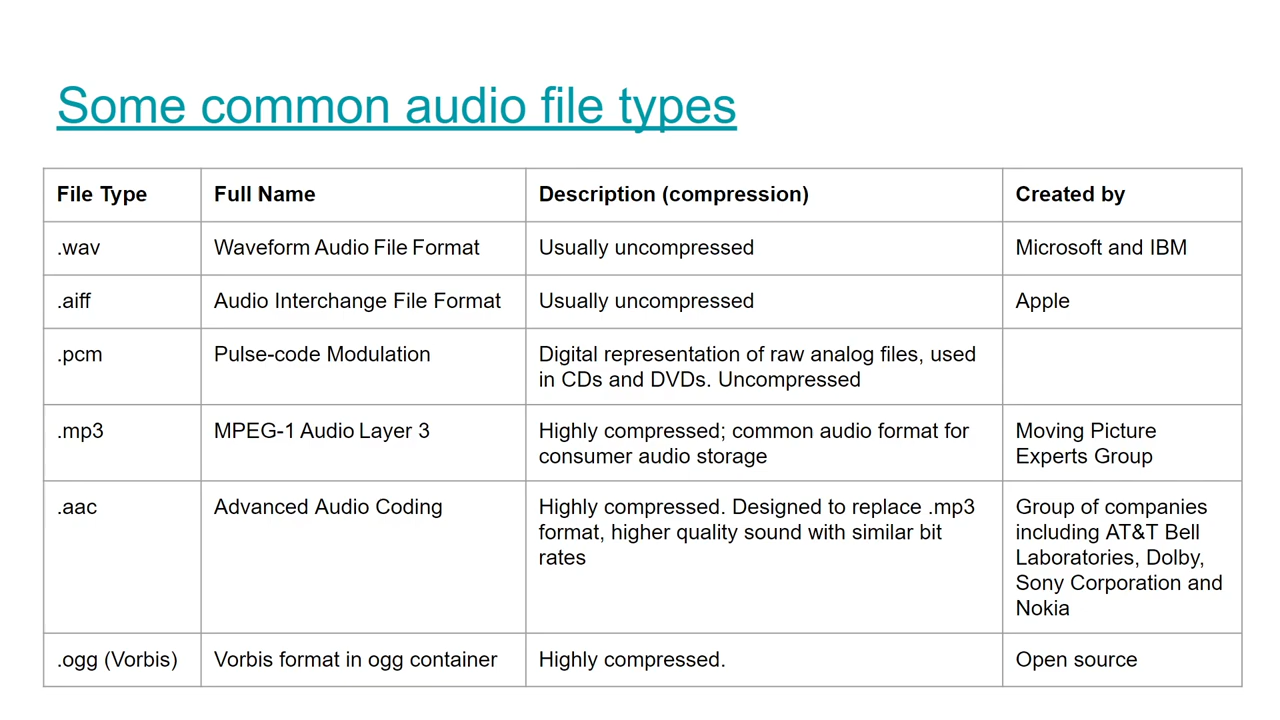 Some common audio file types
File Type
Full Name
Description (compression)
Created by
.wav
Waveform Audio File Format
Usually uncompressed
Microsoft and IBM
.aiff
Audio Interchange File Format
Usually uncompressed
Apple
.pcm
Pulse-code Modulation
Digital representation of raw analog files, used
in CDs and DVDs. Uncompressed
.mp3
MPEG-1 Audio Layer 3
Highly compressed; common audio format for
consumer audio storage
Moving Picture
Experts Group
.aac
Advanced Audio Coding
Highly compressed. Designed to replace .mp3
format, higher quality sound with similar bit
rates
Group of companies
including AT&T Bell
Laboratories, Dolby,
Sony Corporation and
Nokia
.ogg (Vorbis)
Vorbis format in ogg container
Highly compressed.
Open source